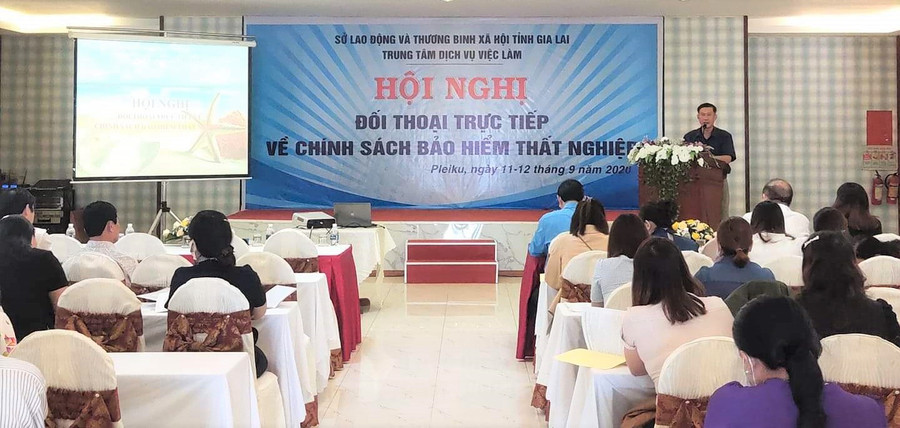 SỞ LAO ĐỘNG VÀ THƯƠNG BINH XÃ HỘI TỈNH GIA LAI
TRUNG TÂM DỊCH VỤ VIỆC LÀM
HỘI NGHỊ
ĐỐI THOẠI TRỰC TIẾP
VỀ CHÍNH SÁCH BẢO HIỂM THẤT NGHIỆP
Pleiku, ngày 11-12 tháng 9 năm 2020
HỘI NGHỊ